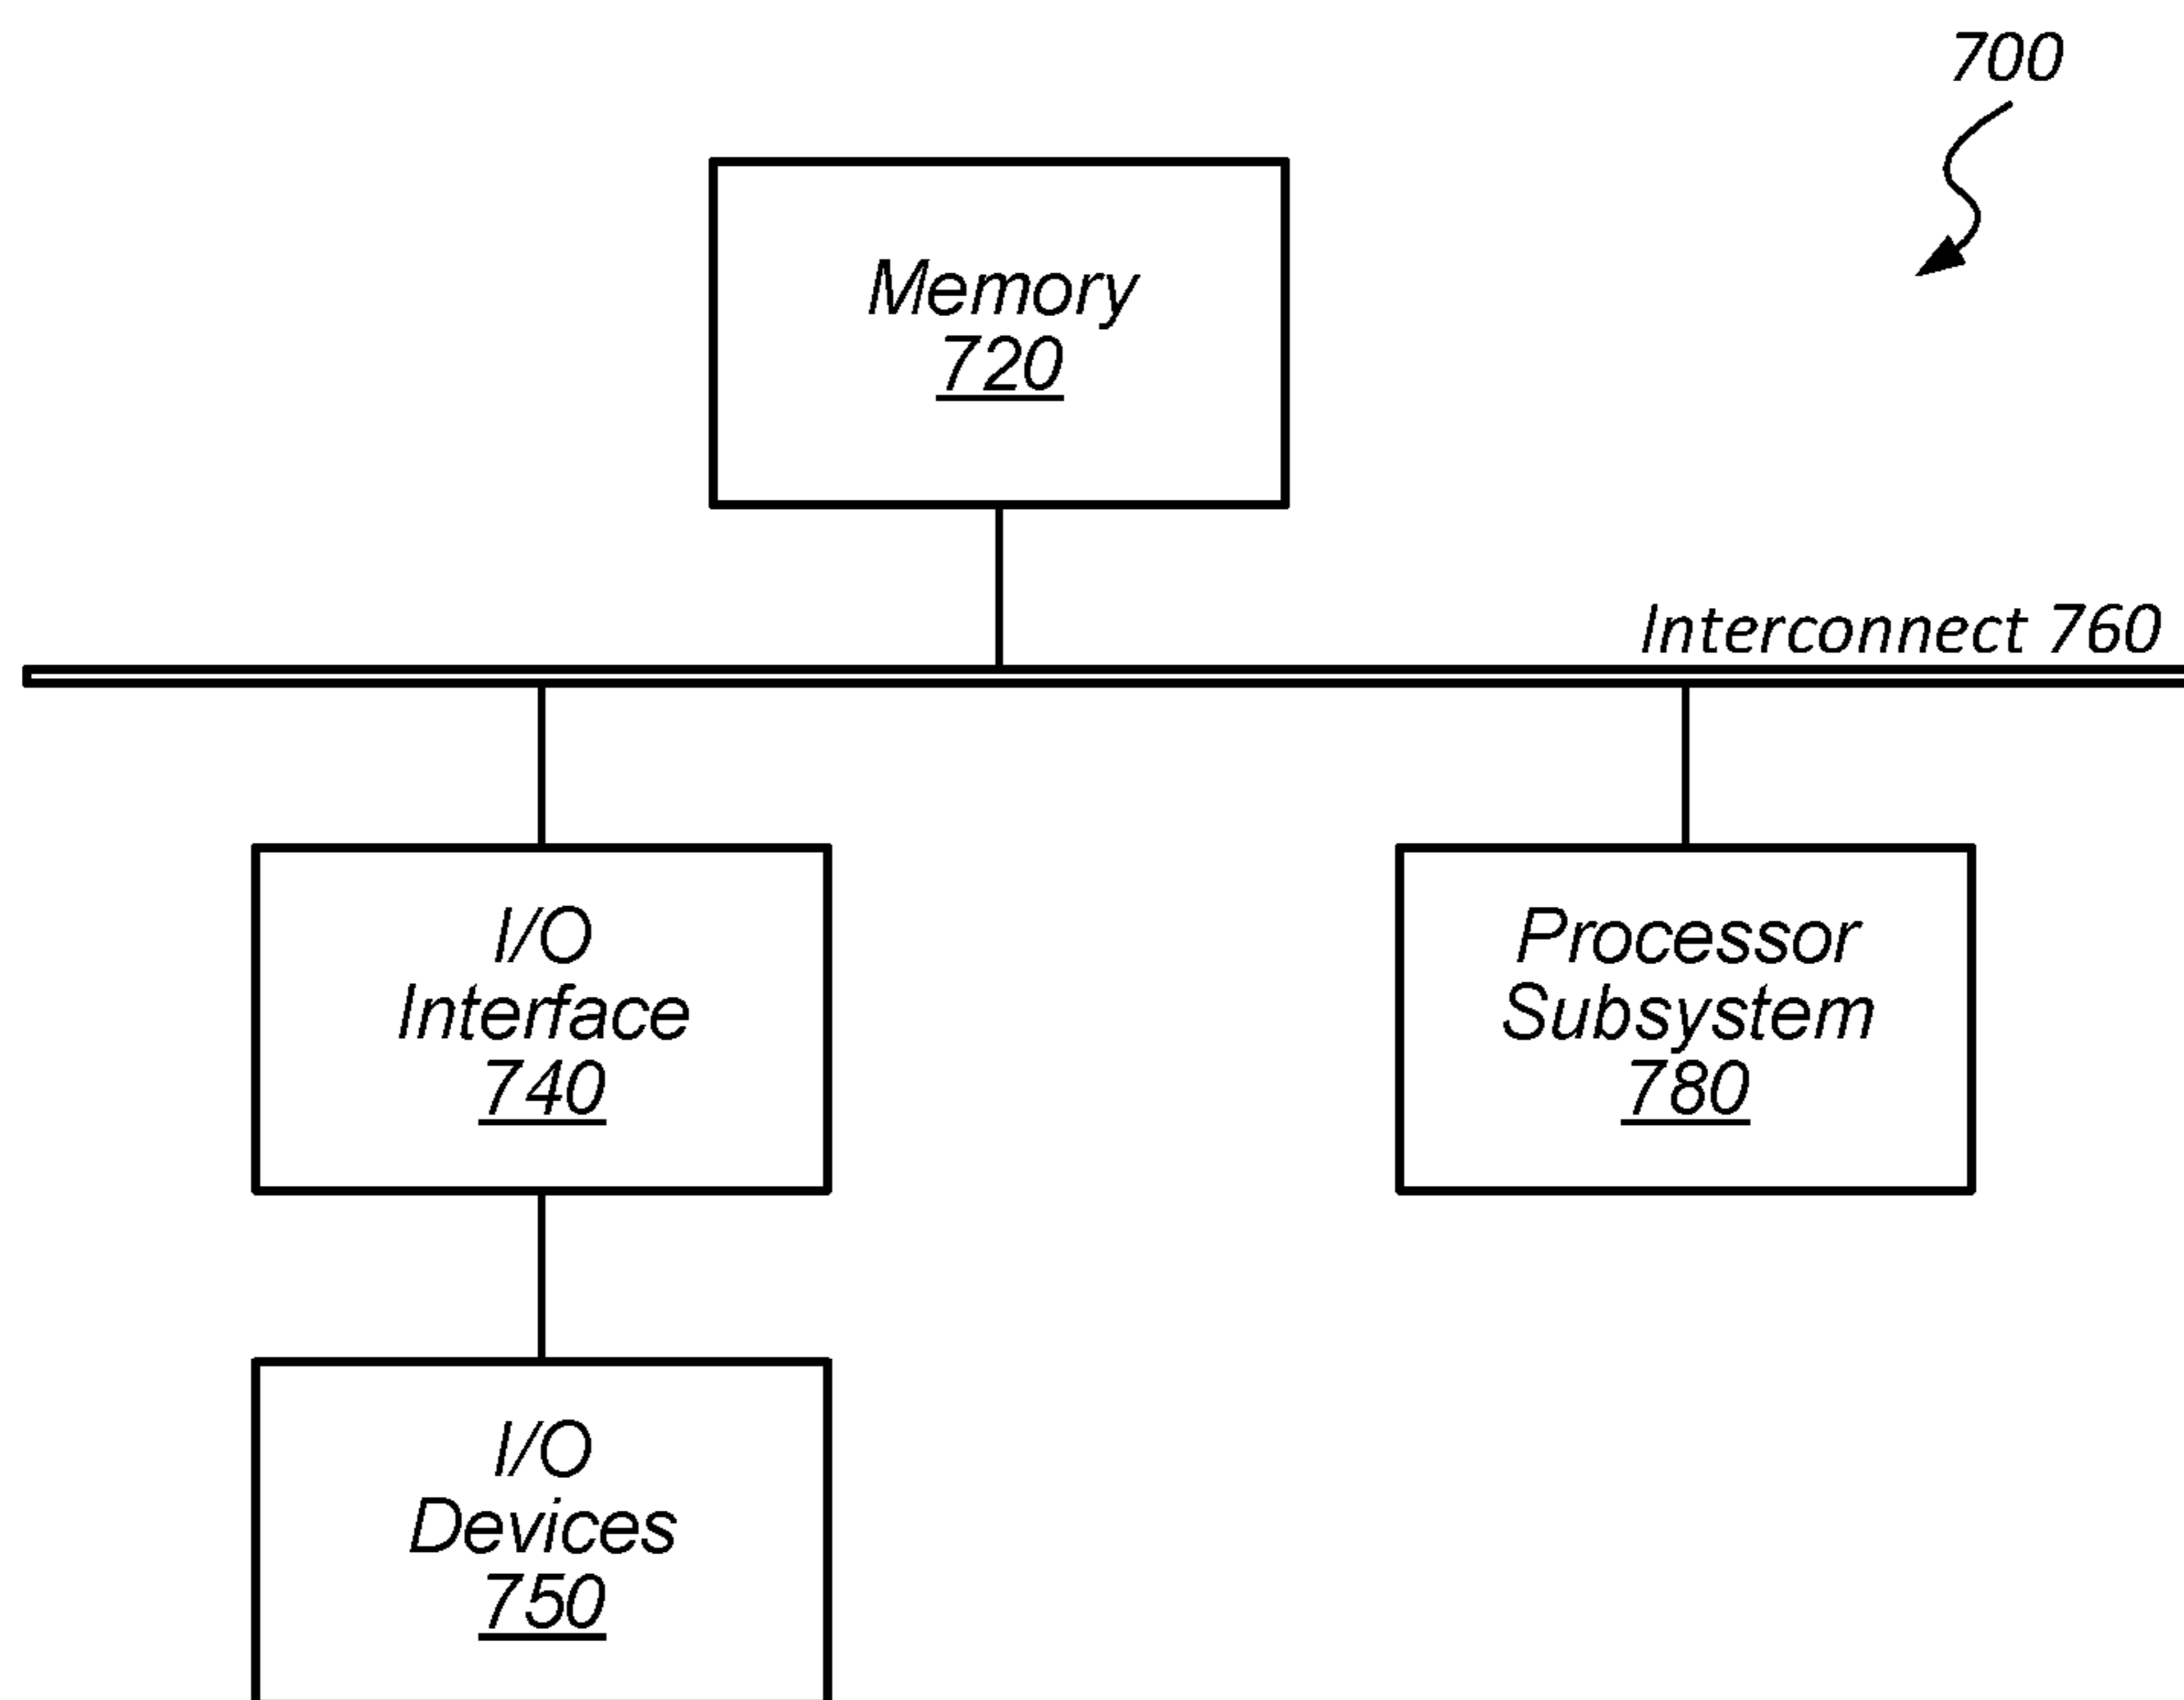 700
Memory
720
Interconnect 760
I/O
Interface
740
Processor
Subsystem
780
I/O
Devices
750